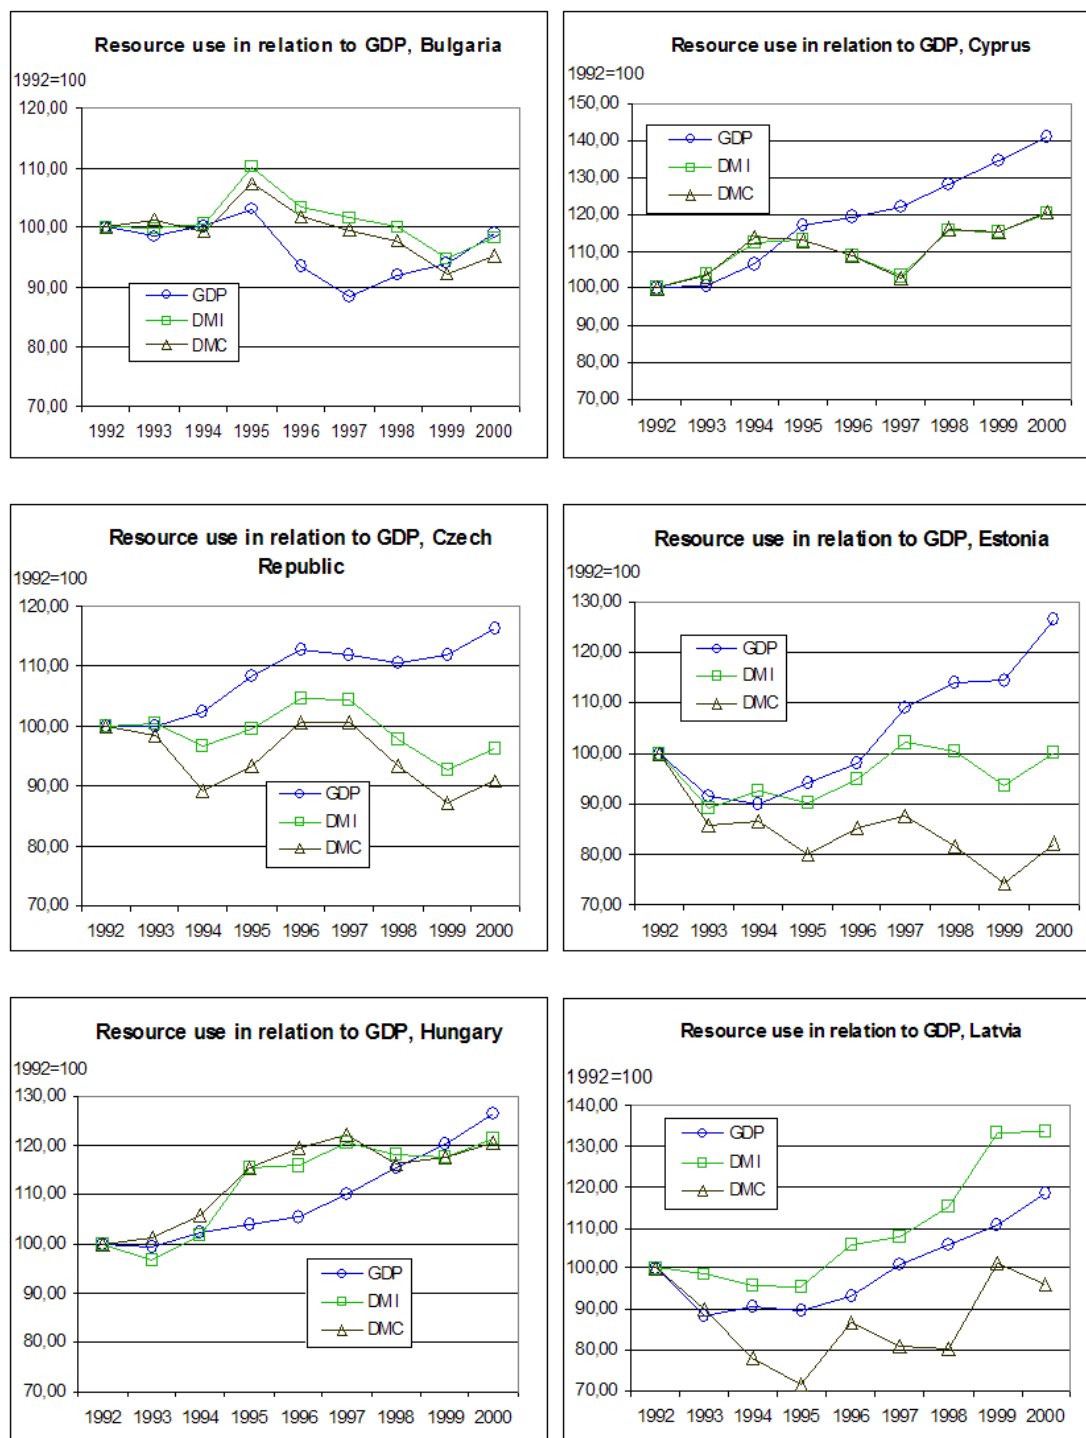 Resource use in relation to GDP, Bulgaria
1992=100
120,00
110,00
100,00
90,00
80,00
70,00
GDP
DMI
DMC
1992 1993 1994 1995 1996 1997 1998 1999 2000
Resource use in relation to GDP, Cyprus
1992=100
150,00
140,00
130,00
120,00
110,00
100,00
90,00
80,00
70,00
GDP
DMI
DMC
1992 1993 1994 1995 1996 1997 1998 1999 2000
Resource use in relation to GDP, Czech
Republic
1992=100
120,00
110,00
100,00
90,00
80,00
70,00
GDP
DMI
DMC
1992 1993 1994 1995 1996 1997 1998 1999 2000
Resource use in relation to GDP, Estonia
1992=100
130,00
120,00
110,00
100,00
90,00
80,00
70,00
GDP
DMI
DMC
1992 1993 1994 1995 1996 1997 1998 1999 2000
Resource use in relation to GDP, Hungary
1992=100
130,00
120,00
110,00
100,00
90,00
80,00
70,00
GDP
DMI
DMC
1992 1993 1994 1995 1996 1997 1998 1999 2000
Resource use in relation to GDP, Latvia
1992=100
140,00
130,00
120,00
110,00
100,00
90,00
80,00
70,00
GDP
DMI
DMC
1992 1993 1994 1995 1996 1997 1998 1999 2000